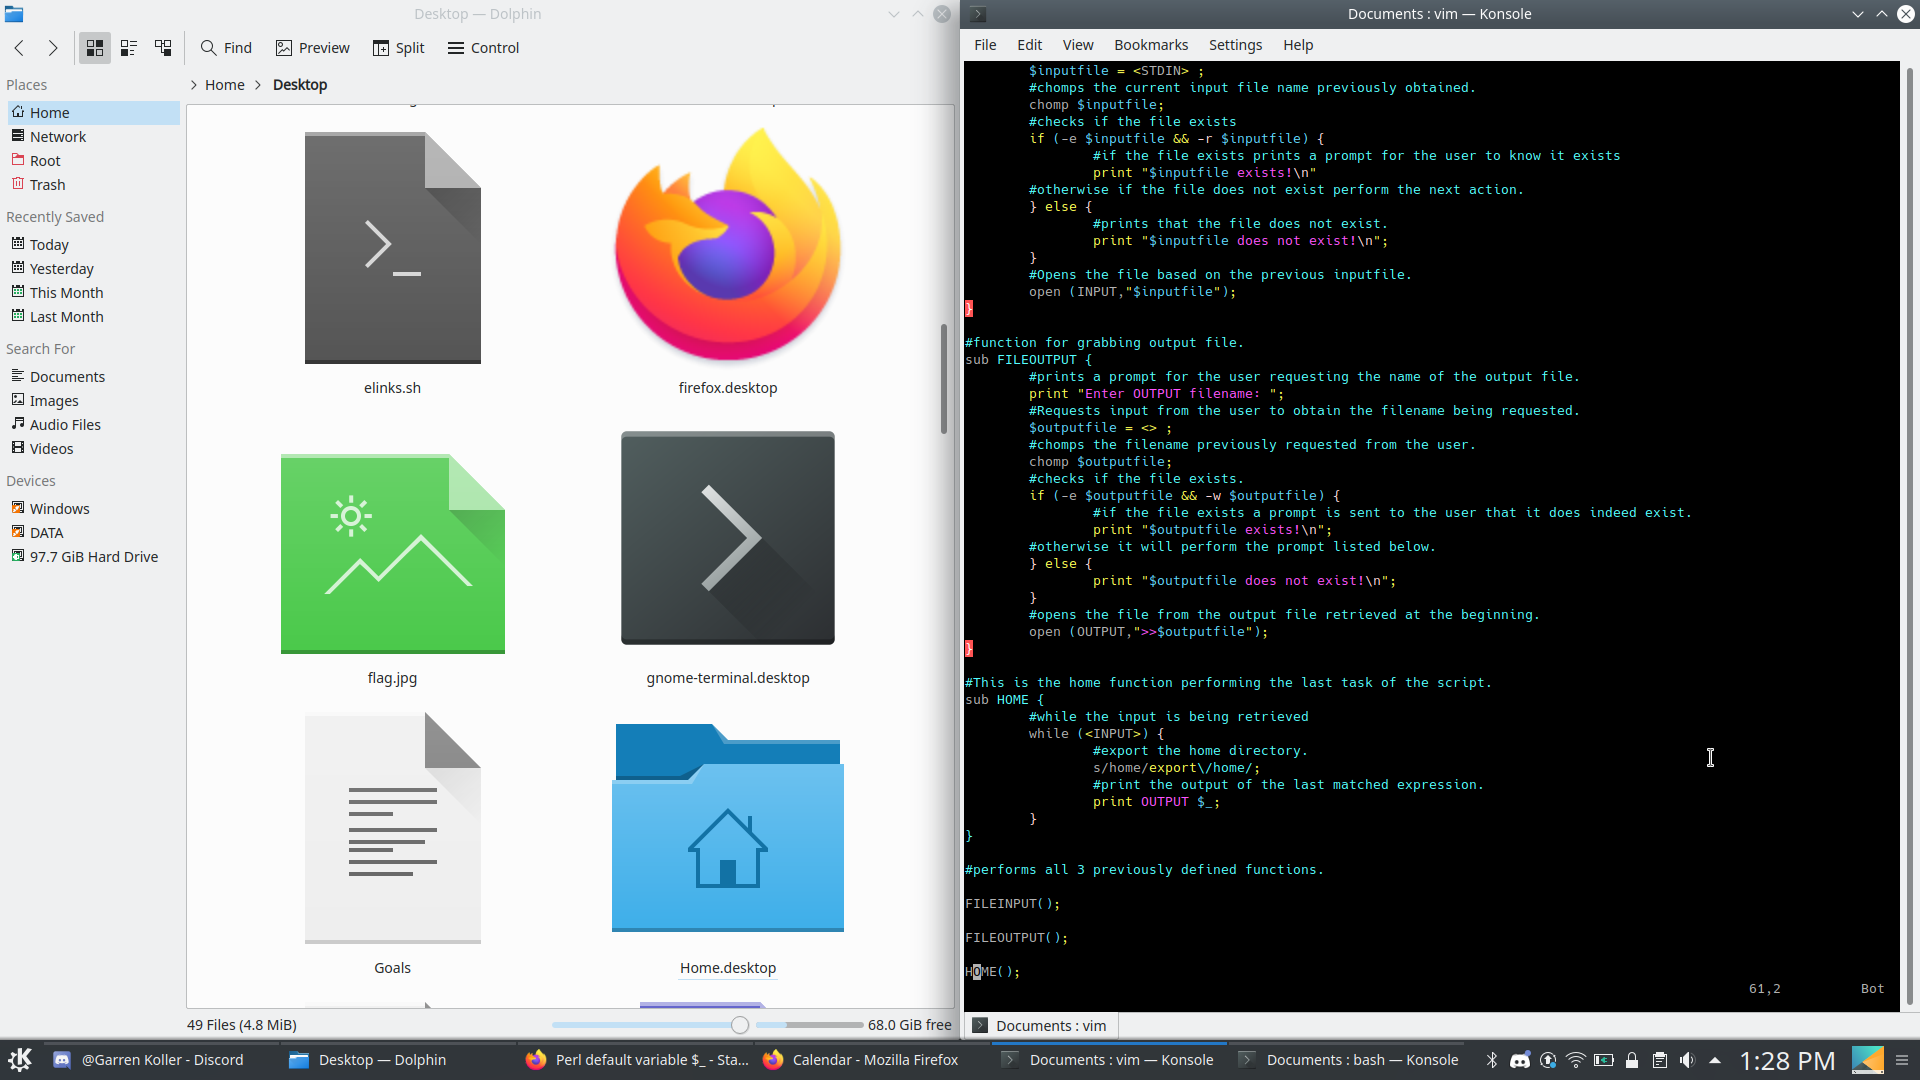 Desktop — Dolphin
Find
Preview
Split
Control
Places
Home
Network
Root
Trash
Recently Saved
Today
Yesterday
This Month
Last Month
Search For
Documents
Images
Audio Files
Videos
Devices
Windows
DATA
97.7 GiB Hard Drive
> Home > Desktop
elinks.sh
firefox.desktop
flag.jpg
gnome-terminal.desktop
Goals
Home.desktop
49 Files (4.8 MiB)
68.0 GiB free
Documents : vim — Konsole
File Edit View Bookmarks Settings Help
$inputfile = <STDIN> ;
#chomps the current input file name previously obtained.
chomp $inputfile;
#checks if the file exists
if (-e $inputfile && -r $inputfile) {
#if the file exists prints a prompt for the user to know it exists
print "$inputfile exists!\n"
#otherwise if the file does not exist perform the next action.
} else {
#prints that the file does not exist.
print "$inputfile does not exist!\n";
}
#Opens the file based on the previous inputfile.
open (INPUT,"$inputfile");
}
#function for grabbing output file.
sub FILEOUTPUT {
#prints a prompt for the user requesting the name of the output file.
print "Enter OUTPUT filename: ";
#Requests input from the user to obtain the filename being requested.
$outputfile = <> ;
#chomps the filename previously requested from the user.
chomp $outputfile;
#checks if the file exists.
if (-e $outputfile && -w $outputfile) {
#if the file exists a prompt is sent to the user that it does indeed exist.
print "$outputfile exists!\n";
#otherwise it will perform the prompt listed below.
} else {
print "$outputfile does not exist!\n";
}
#opens the file from the output file retrieved at the beginning.
open (OUTPUT,">>$outputfile");
}
#This is the home function performing the last task of the script.
sub HOME {
#while the input is being retrieved
while (<INPUT>) {
#export the home directory.
s/home/export\/home/;
#print the output of the last matched expression.
print OUTPUT $_;
}
}
#performs all 3 previously defined functions.
FILEINPUT();
FILEOUTPUT();
HOME();
61,2 Bot
Documents : vim
@Garren Koller - Discord
Desktop — Dolphin
Perl default variable $_ - Sta...
Calendar - Mozilla Firefox
Documents : vim — Konsole
Documents : bash — Konsole
1:28 PM